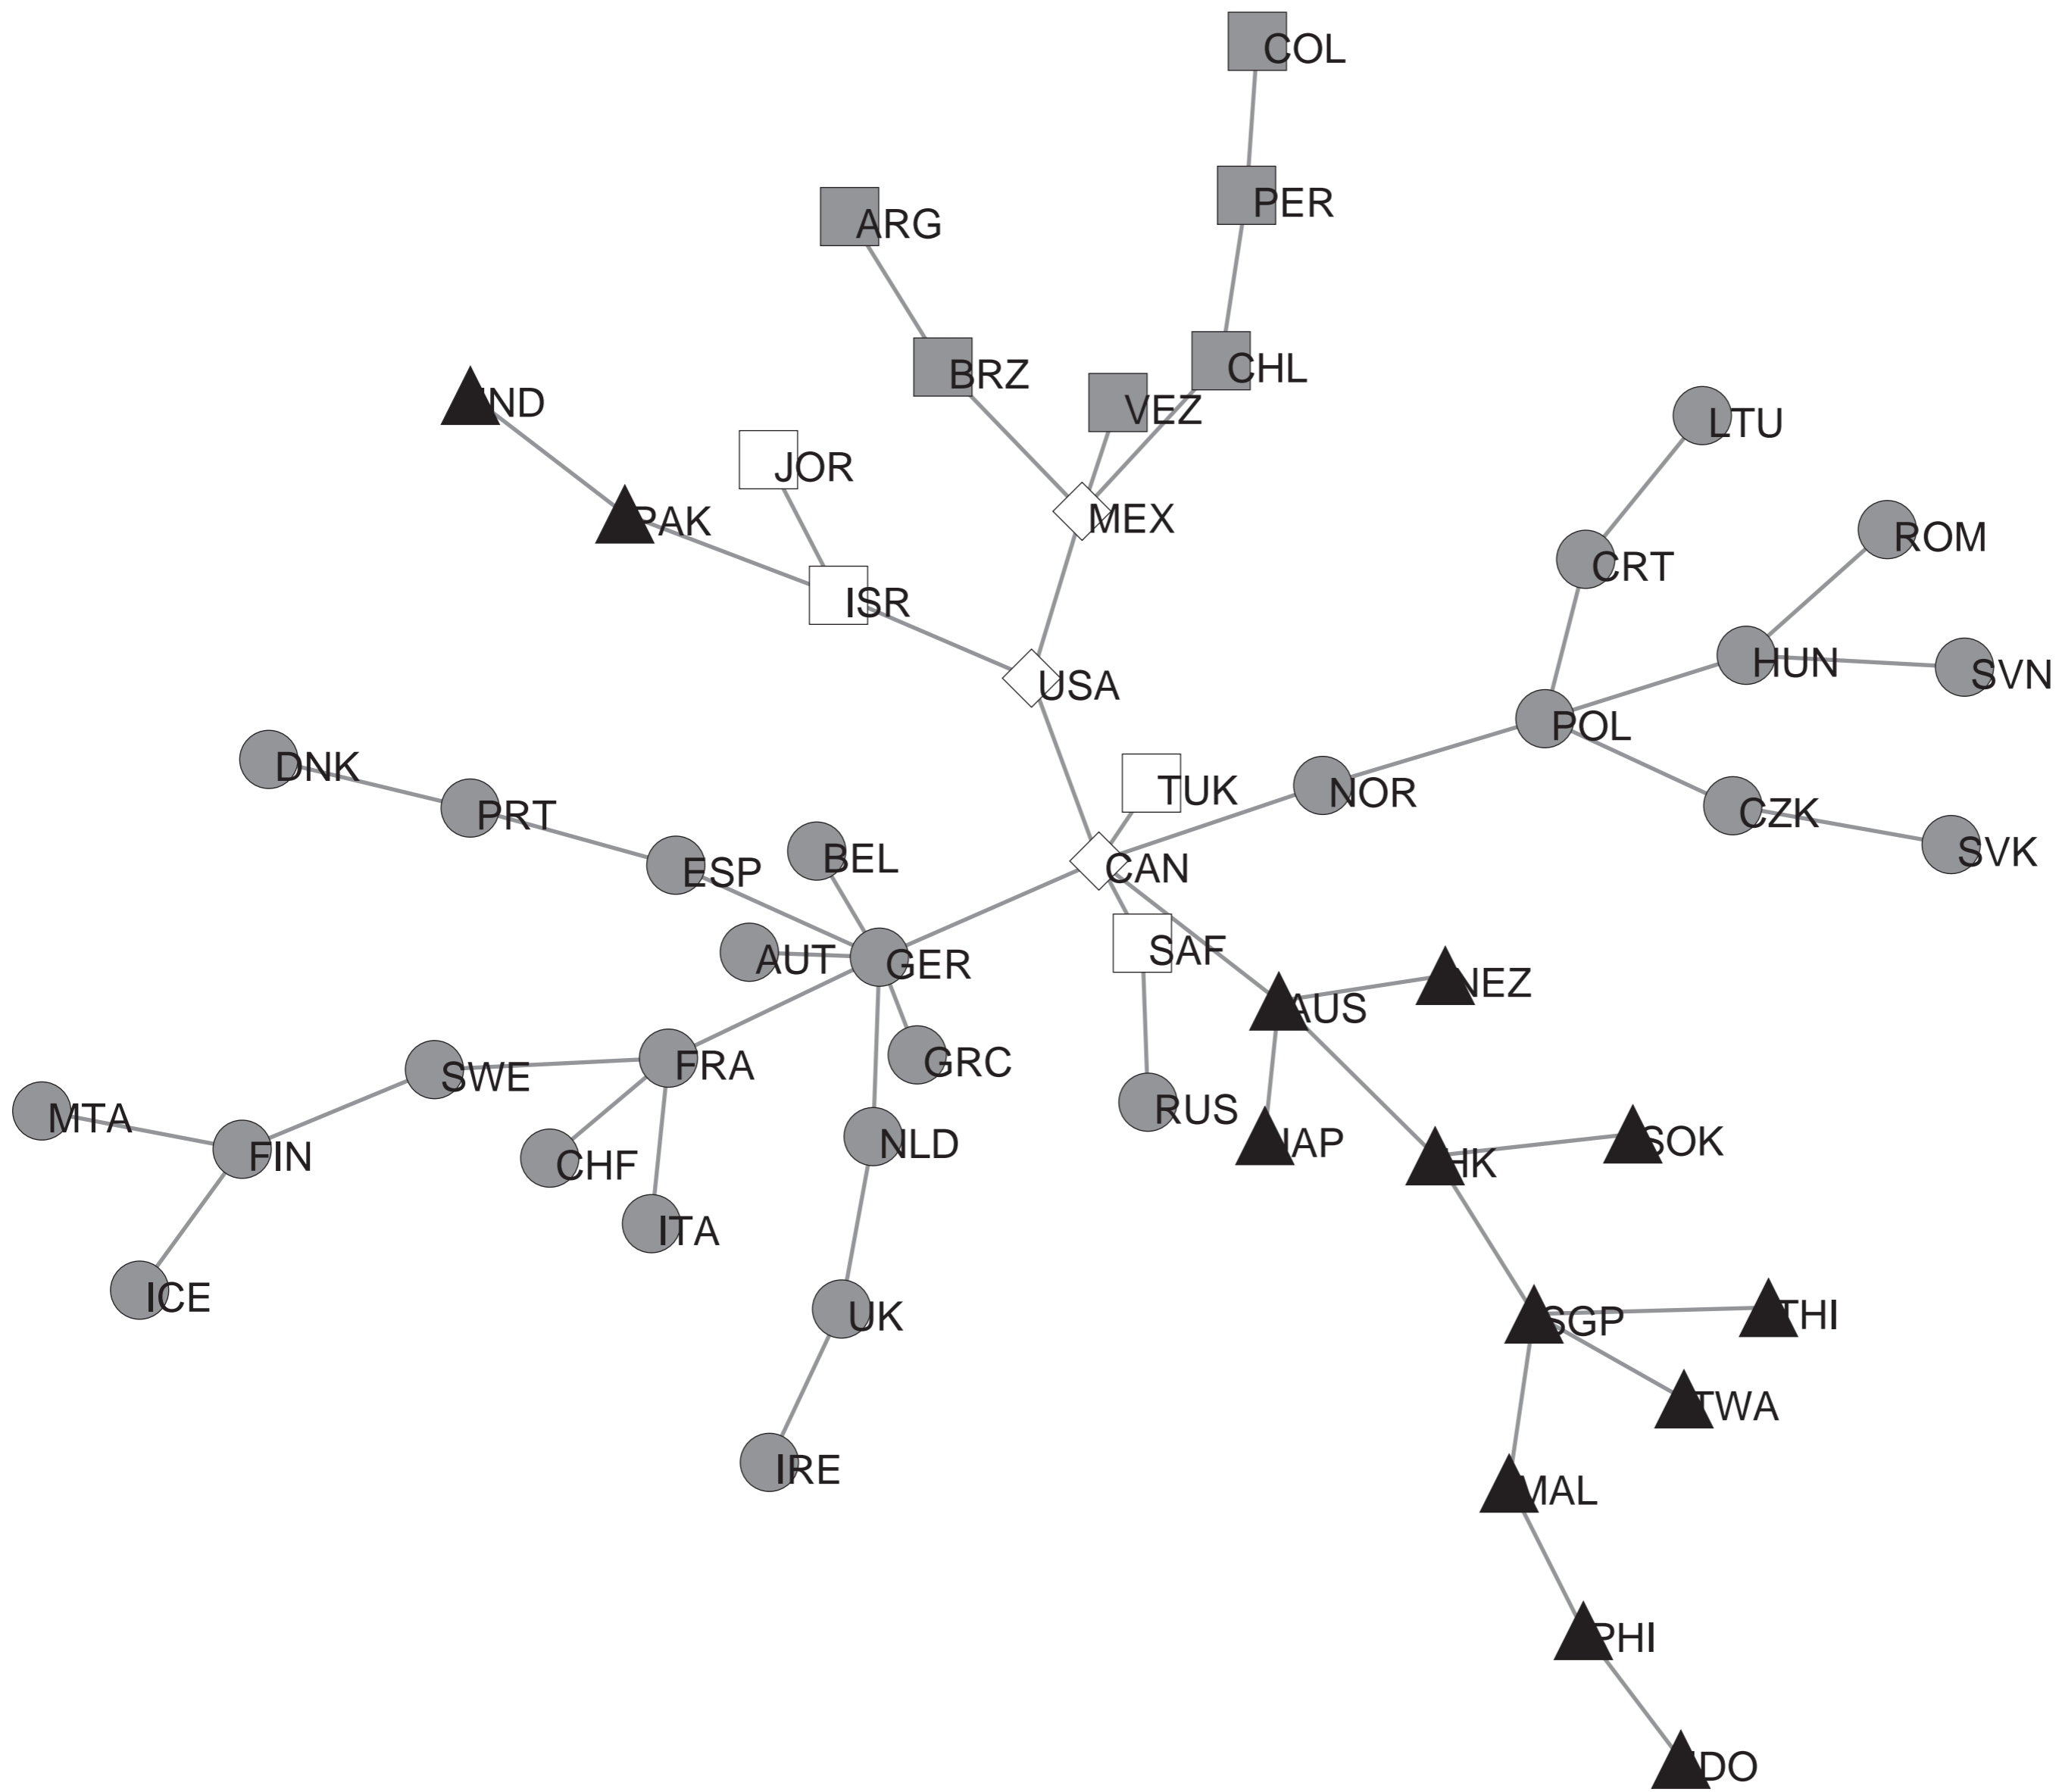 COL
PER
ARG
CHL
BRZ
IND
VEZ
LTU
JOR
MEX
PAK
ROM
CRT
ISR
HUN
SVN
USA
POL
DNK
TUK
NOR
PRT
CZK
SVK
BEL
CAN
ESP
SAF
AUT
GER
NEZ
AUS
GRC
FRA
SWE
RUS
MTA
SOK
JAP
NLD
FIN
HK
CHF
ITA
ICE
THI
UK
SGP
TWA
IRE
MAL
PHI
IDO